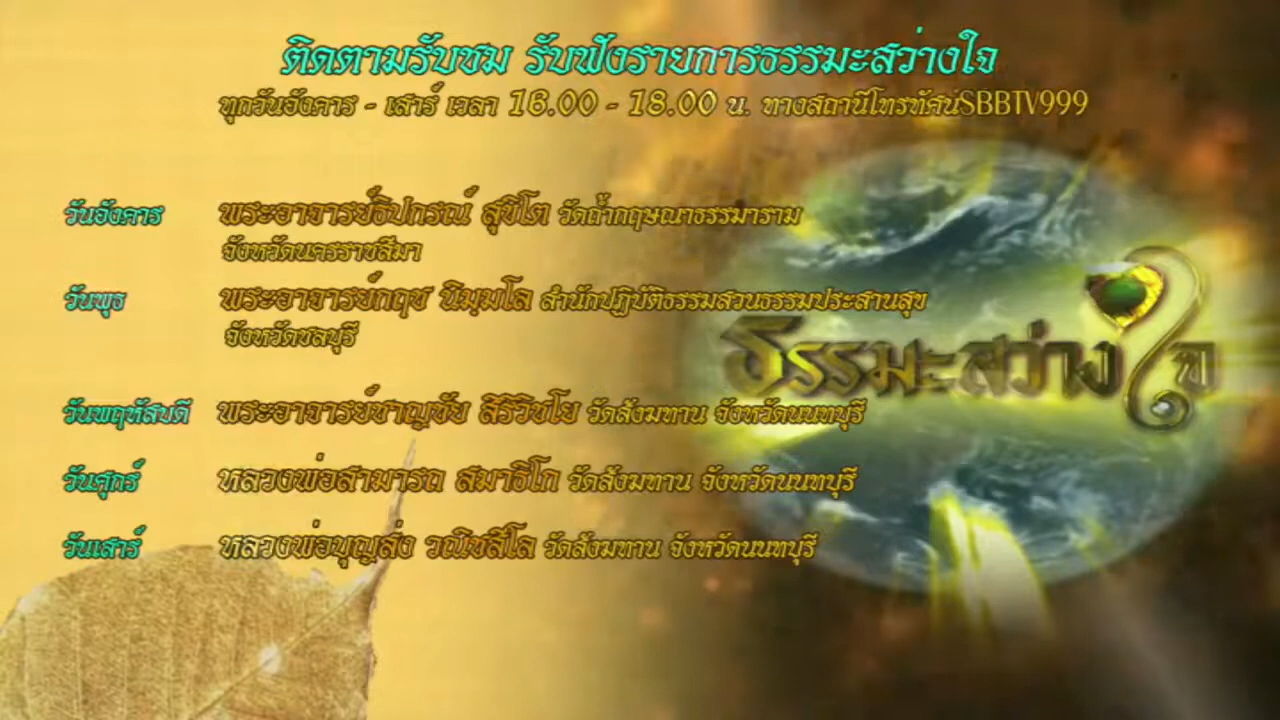 ติดตามรับชม รับฟังรายการธรรมะสว่างใจ
ทุกวันอังคาร - เสาร์ เวลา 16.00 - 18.00 น. ทางสถานีโทรทัศน์SBBTV999
วันอังคาร พระอาจารย์ธิปกรณ์ สุขิโต วัดถ้ำกฤษณาธรรมาราม
จังหวัดนครราชสีมา
วันพุธ พระอาจารย์กฤช นิมฺมโล สำนักปฏิบัติธรรมสวนธรรมประสานสุข
จังหวัดชลบุรี
ธรรมะสว่างใจ
วันพฤหัสบดี พระอาจารย์ชาญชัย สิริวิชโย วัดสังฆทาน จังหวัดนนทบุรี
วันศุกร์ หลวงพ่อสามารถ สมาธิโก วัดสังฆทาน จังหวัดนนทบุรี
วันเสาร์ หลวงพ่อบุญส่ง วณิชสีโล วัดสังฆทาน จังหวัดนนทบุรี